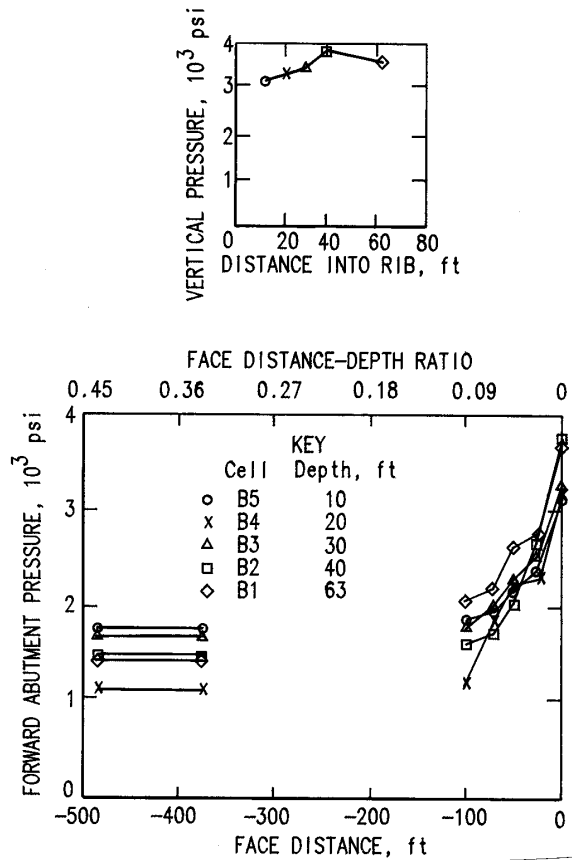 VERTICAL PRESSURE, 10³ psi
4
3
2
1
0 20 40 60 80
DISTANCE INTO RIB, ft
FACE DISTANCE–DEPTH RATIO
0.45 0.36 0.27 0.18 0.09 0
FORWARD ABUTMENT PRESSURE, 10³ psi
4
3
2
1
0
KEY
Cell Depth, ft
B5 10
B4 20
B3 30
B2 40
B1 63
−500 −400 −300 −200 −100 0
FACE DISTANCE, ft